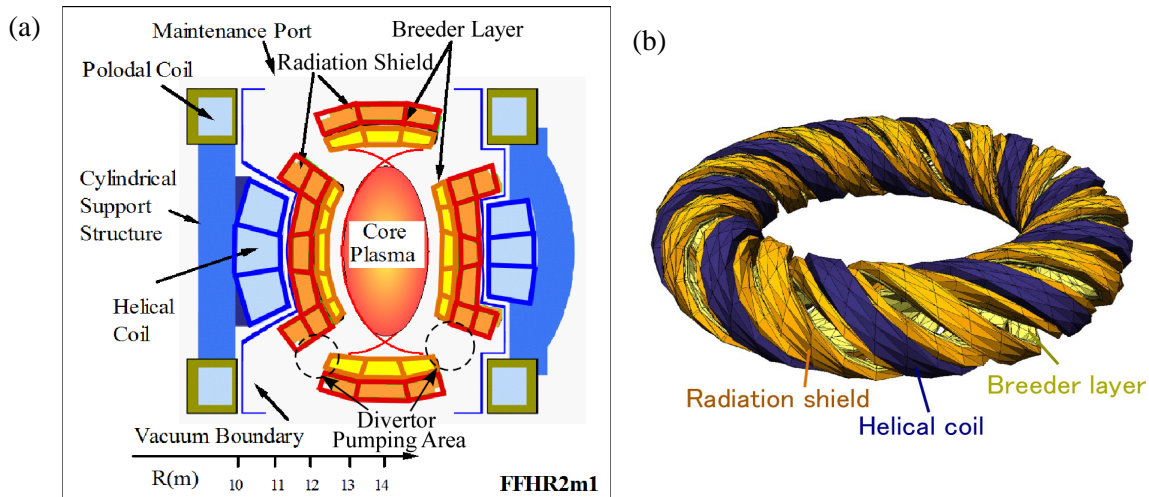 (a)
Maintenance Port
Breeder Layer
Radiation Shield
Polodal Coil
Cylindrical
Support
Structure
Core
Plasma
Helical
Coil
Divertor
Pumping Area
Vacuum Boundary
R(m)
10 11 12 13 14
FFHR2m1
(b)
Radiation shield
Helical coil
Breeder layer